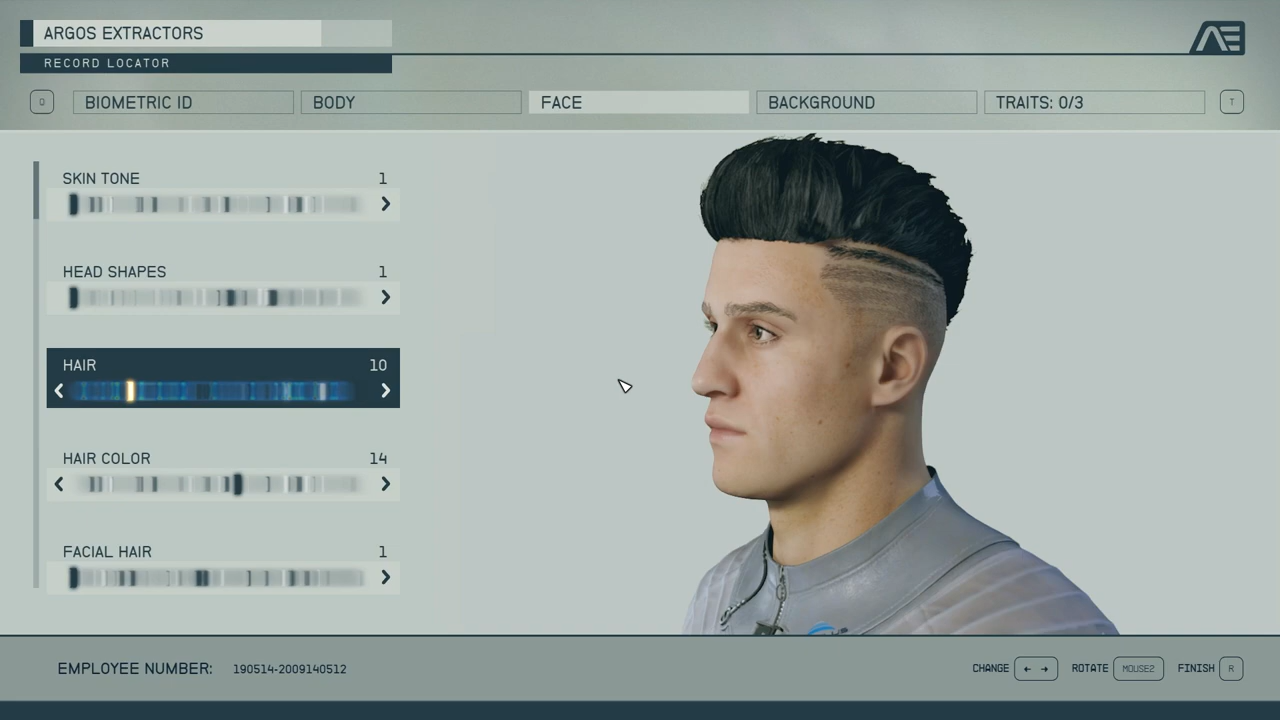 ARGOS EXTRACTORS
RECORD LOCATOR
Q
BIOMETRIC ID
BODY
FACE
BACKGROUND
TRAITS: 0/3
T
SKIN TONE 1
HEAD SHAPES 1
HAIR 10
HAIR COLOR 14
FACIAL HAIR 1
EMPLOYEE NUMBER: 190514-2009140512
CHANGE
ROTATE MOUSE2
FINISH R